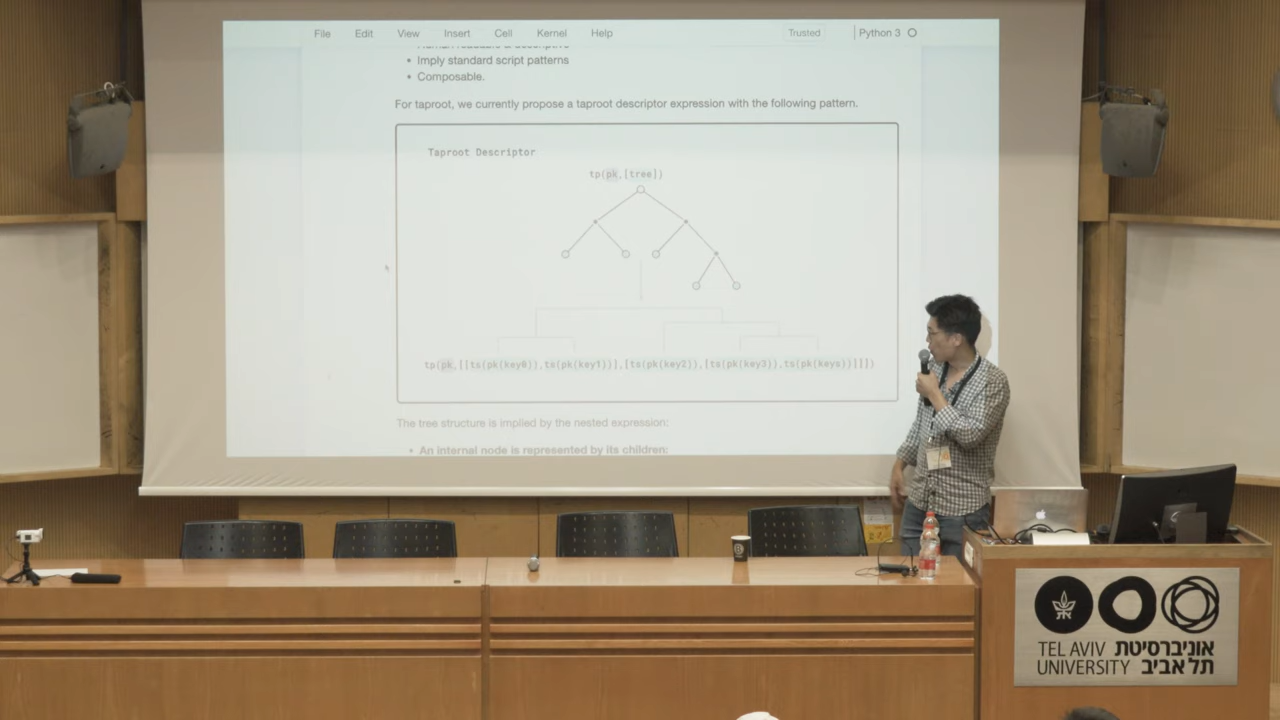 File Edit View Insert Cell Kernel Help Trusted Python 3
Human readable & descriptive
• Imply standard script patterns
• Composable.
For taproot, we currently propose a taproot descriptor expression with the following pattern.
Taproot Descriptor
tp(pk,[tree])
tp(pk,[[ts(pk(key0)),ts(pk(key1))],[ts(pk(key2)),[ts(pk(key3)),ts(pk(keys))]]])
The tree structure is implied by the nested expression:
• An internal node is represented by its children:
TEL AVIV אוניברסיטת
UNIVERSITY תל אביב